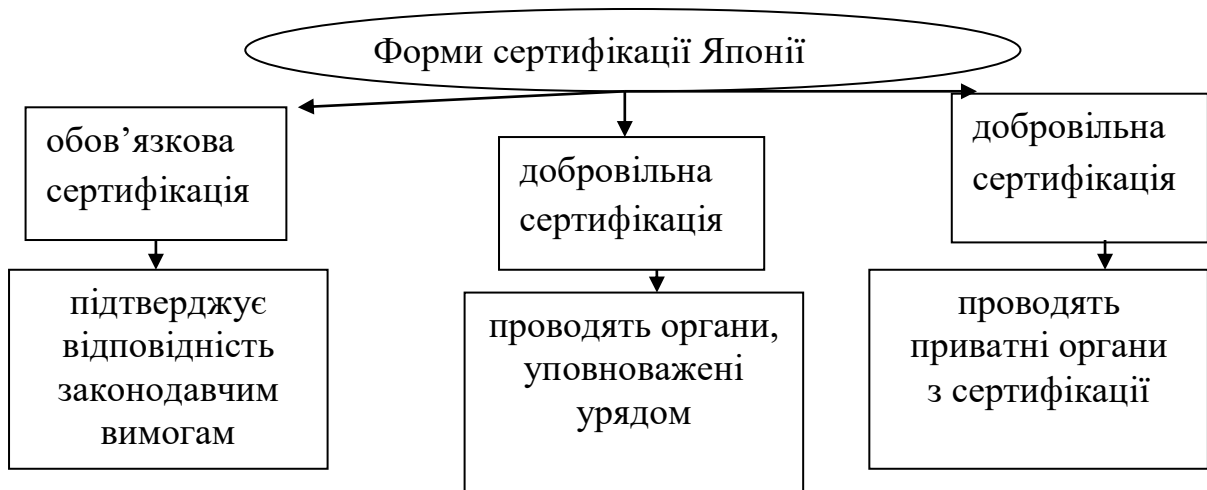 Форми сертифікації Японії
обов’язкова
сертифікація
добровільна
сертифікація
добровільна
сертифікація
підтверджує
відповідність
законодавчим
вимогам
проводять органи,
уповноважені
урядом
проводять
приватні органи
з сертифікації